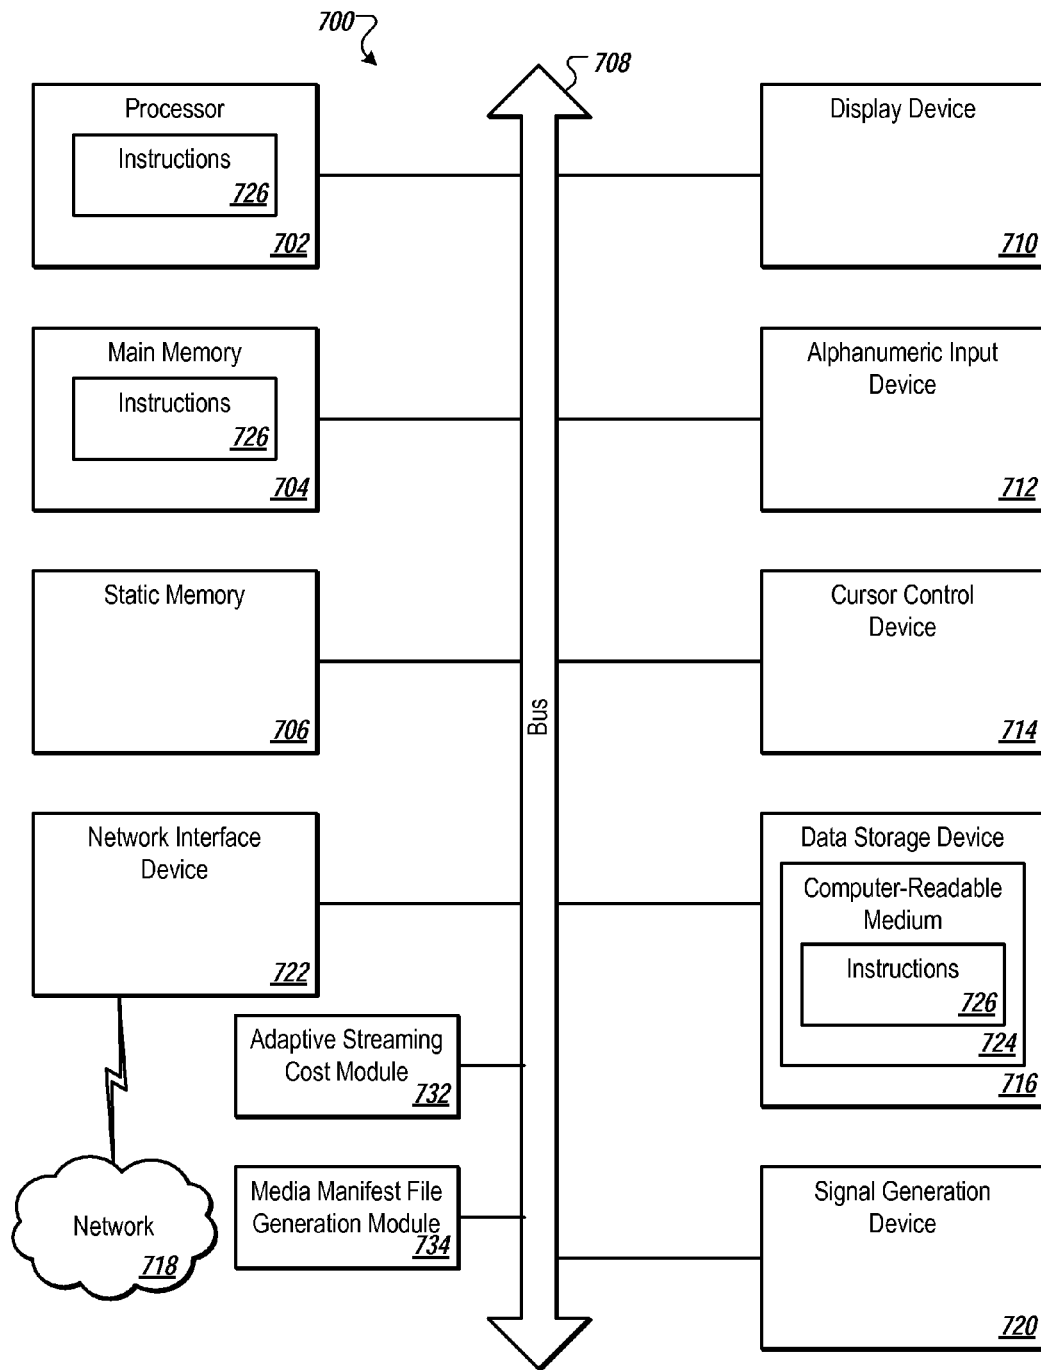 700
708
Processor
Instructions
726
702
Display Device
710
Main Memory
Instructions
726
704
Alphanumeric Input
Device
712
Static Memory
706
Cursor Control
Device
714
Bus
Network Interface
Device
722
Data Storage Device
Computer-Readable
Medium
Instructions
726
724
716
Adaptive Streaming
Cost Module
732
Media Manifest File
Generation Module
734
Network
718
Signal Generation
Device
720